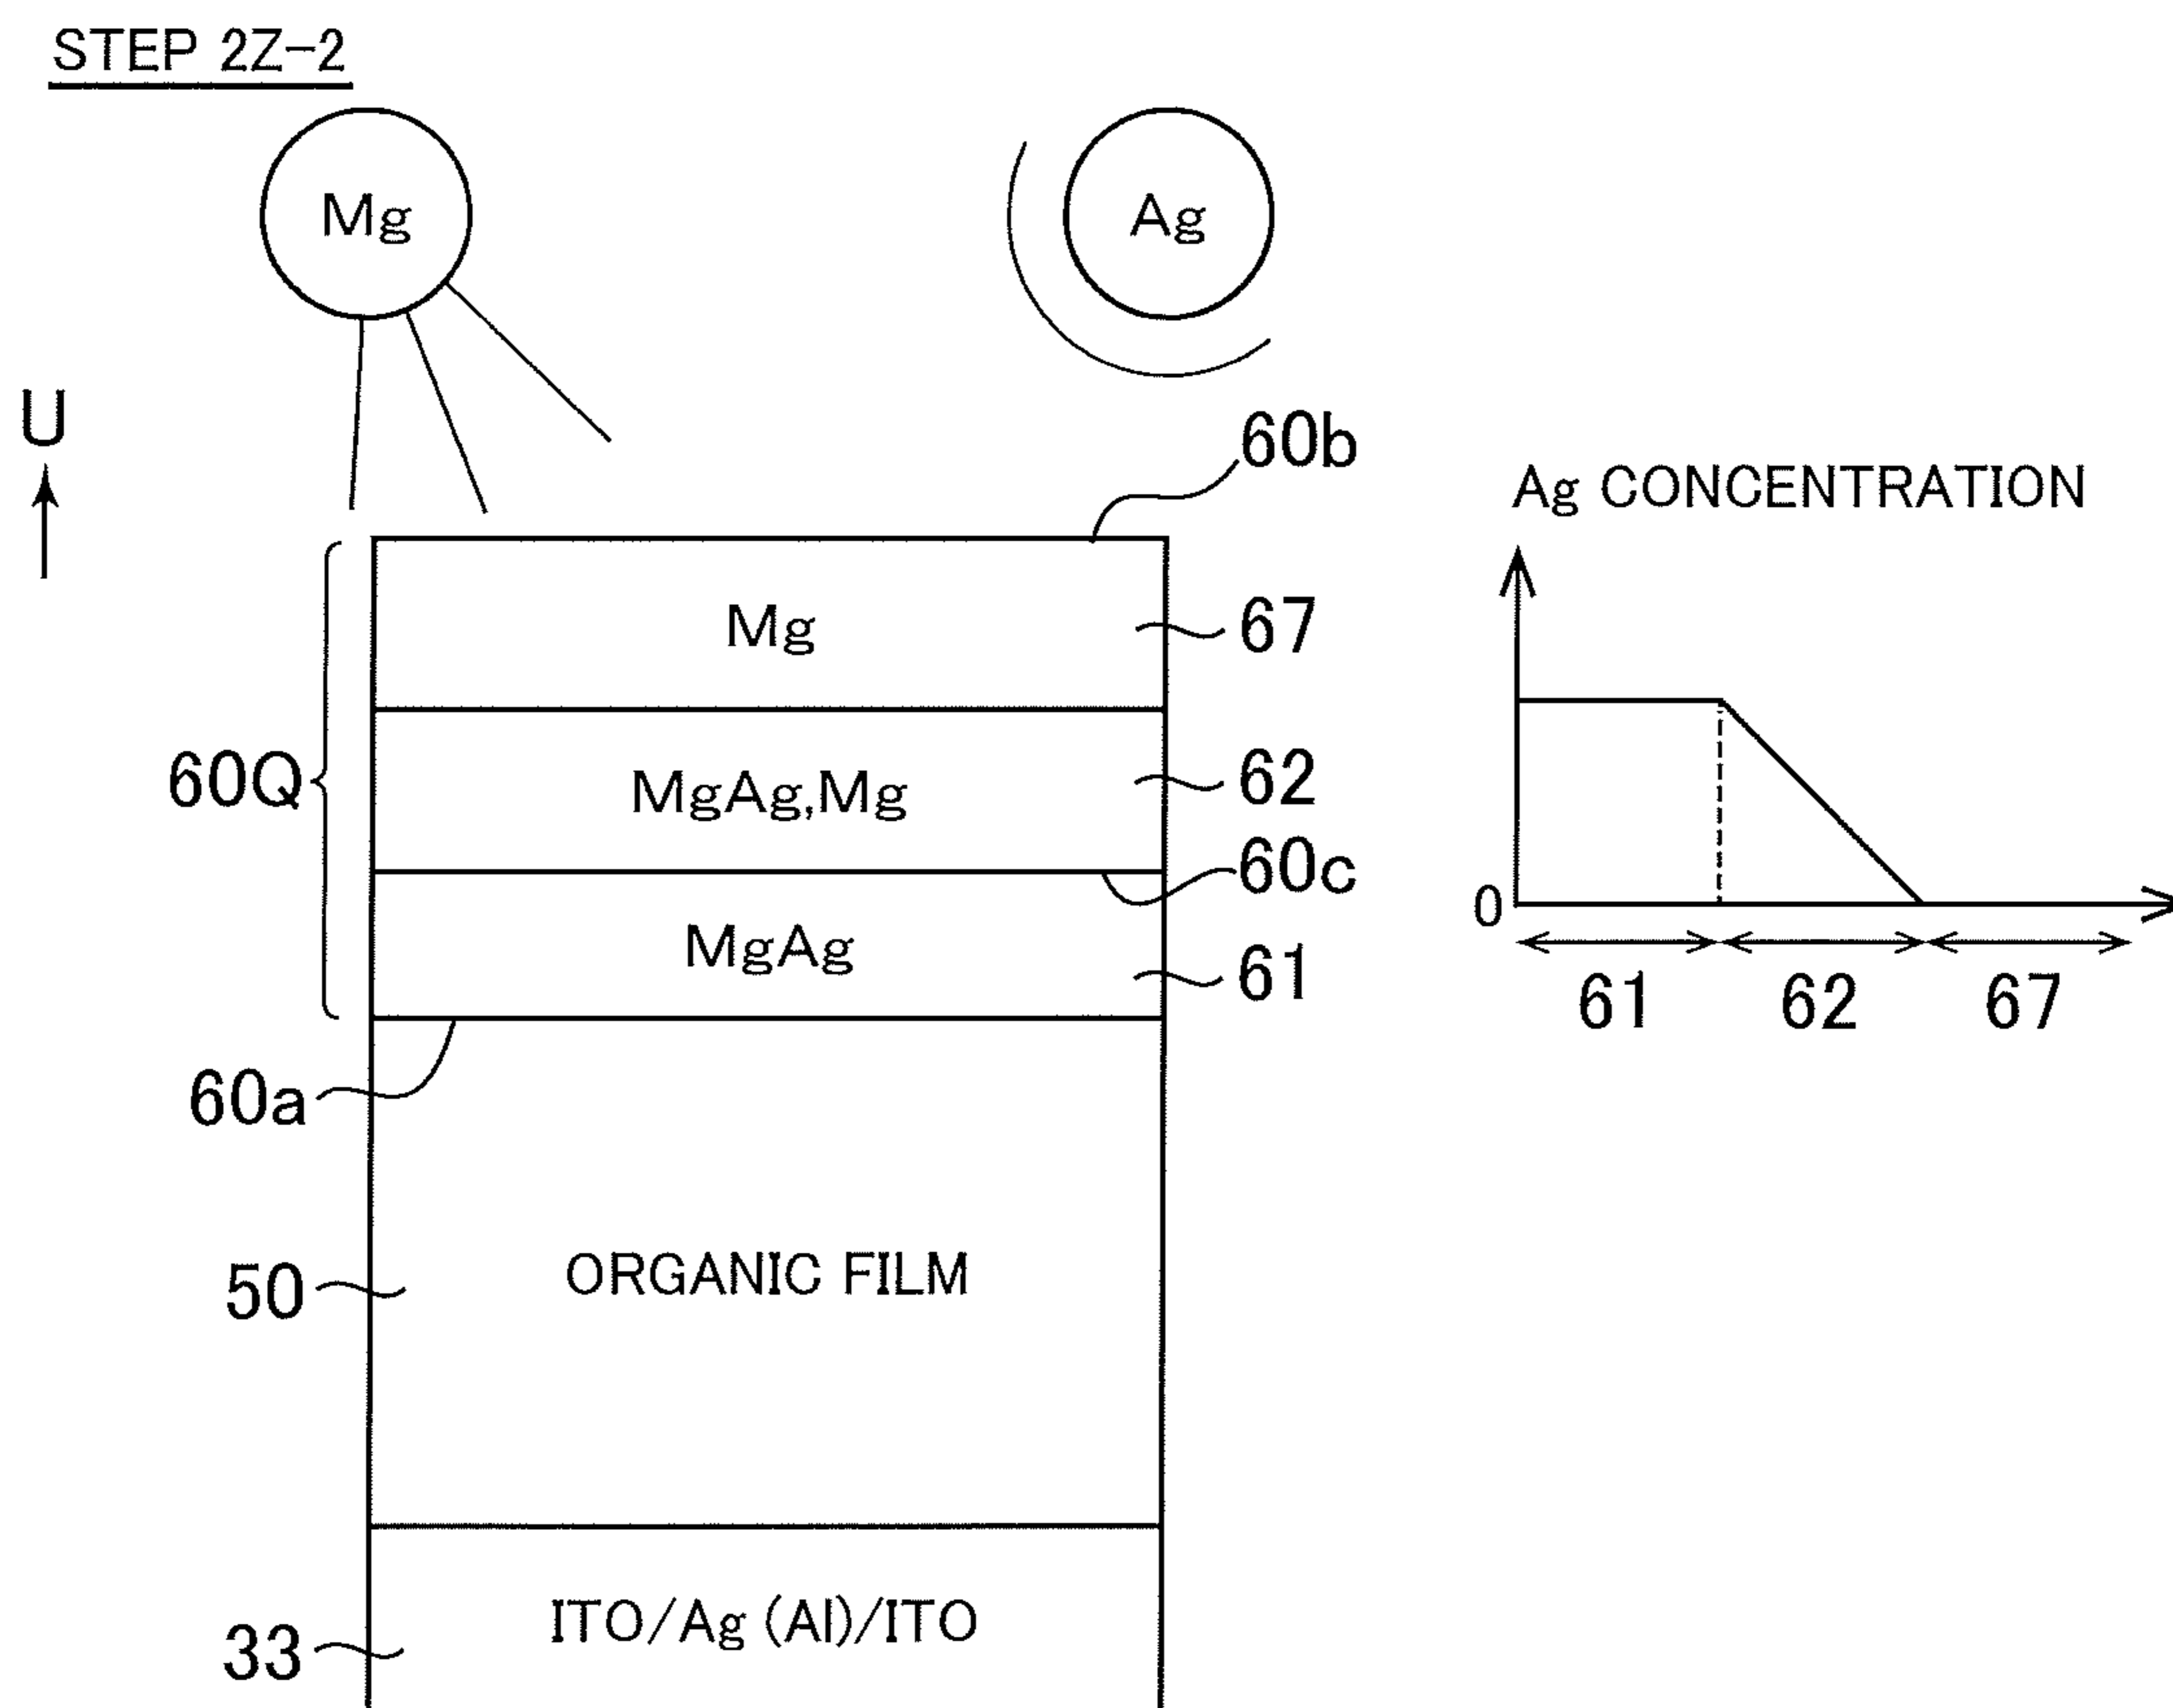 STEP 2Z-2
Mg
Ag
U
60b
Ag CONCENTRATION
Mg
67
60Q
MgAg,Mg
62
60c
MgAg
61
0
61 62 67
60a
50
ORGANIC FILM
33
ITO/Ag (Al)/ITO